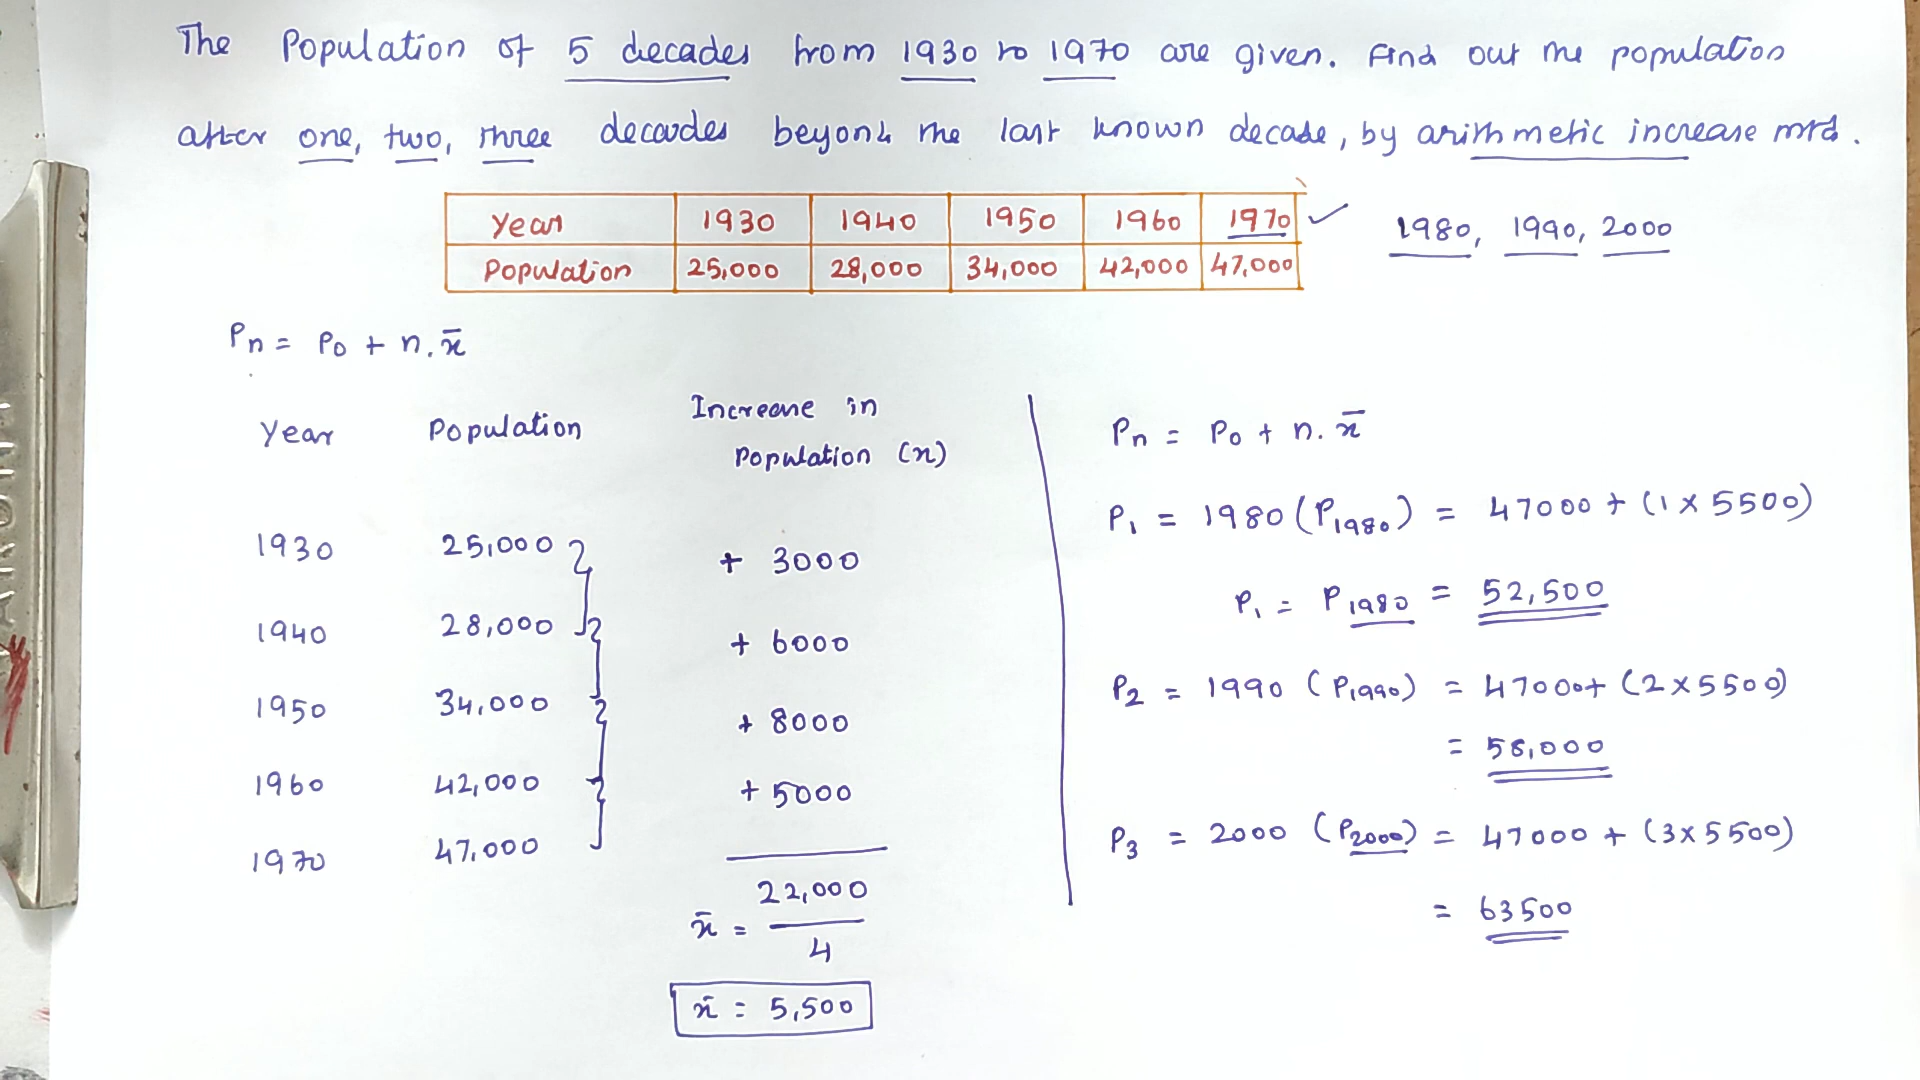 The Population of 5 decades from 1930 to 1970 are given. Find out the population
after one, two, three decades beyond the last known decade, by arithmetic increase mtd.
Year 1930 1940 1950 1960 1970 ✓ 1980, 1990, 2000
Population 25,000 28,000 34,000 42,000 47,000
Pn = P0 + n.x̄
Year Population Increase in
Population (x)
1930 25,000 + 3000
1940 28,000 + 6000
1950 34,000 + 8000
1960 42,000 + 5000
1970 47,000
x̄ = 22,000
4
x̄ = 5,500
Pn = P0 + n.x̄
P1 = 1980 (P1980) = 47000 + (1 x 5500)
P1 = P1980 = 52,500
P2 = 1990 (P1990) = 47000+ (2 x 5500)
= 58,000
P3 = 2000 (P2000) = 47000 + (3 x 5500)
= 63500